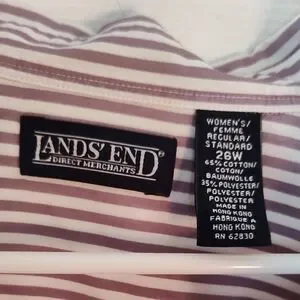 LANDS' END
DIRECT MERCHANTS
WOMEN'S/
FEMME
REGULAR/
STANDARD
26W
65% COTTON/
COTON/
BAUMWOLLE
35% POLYESTER/
POLYESTER/
POLYESTER
MADE IN
HONG KONG
FABRIQUÉ A
HONG KONG
RN 62830